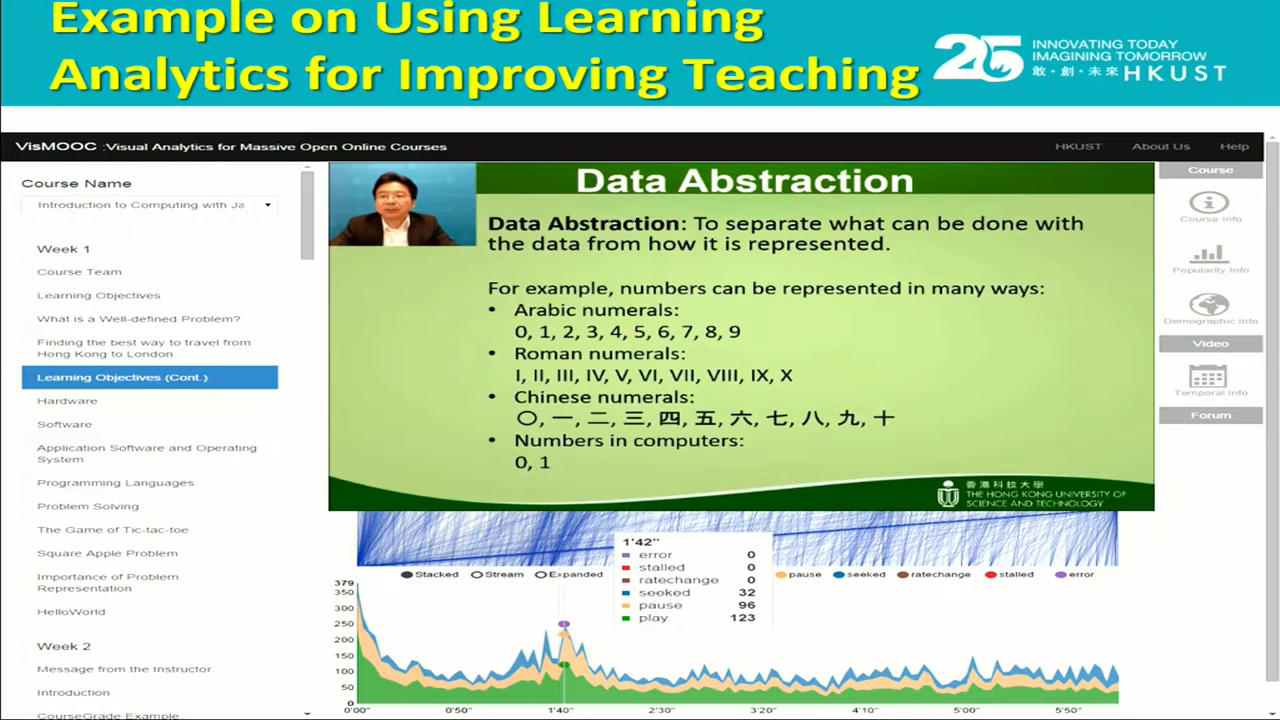 Example on Using Learning
Analytics for Improving Teaching
25
INNOVATING TODAY
IMAGINING TOMORROW
敢·創·未來 HKUST
VisMOOC :Visual Analytics for Massive Open Online Courses
HKUST About Us Help
Course Name
Introduction to Computing with Ja
Week 1
Course Team
Learning Objectives
What is a Well-defined Problem?
Finding the best way to travel from
Hong Kong to London
Learning Objectives (Cont.)
Hardware
Software
Application Software and Operating
System
Programming Languages
Problem Solving
The Game of Tic-tac-toe
Square Apple Problem
Importance of Problem
Representation
HelloWorld
Week 2
Message from the Instructor
Introduction
CourseGrade Example
Data Abstraction
Data Abstraction: To separate what can be done with
the data from how it is represented.
For example, numbers can be represented in many ways:
• Arabic numerals:
0, 1, 2, 3, 4, 5, 6, 7, 8, 9
• Roman numerals:
I, II, III, IV, V, VI, VII, VIII, IX, X
• Chinese numerals:
〇, 一, 二, 三, 四, 五, 六, 七, 八, 九, 十
• Numbers in computers:
0, 1
香港科技大學
THE HONG KONG UNIVERSITY OF
SCIENCE AND TECHNOLOGY
Course
Course Info
Popularity Info
Demographic Info
Video
Temporal Info
Forum
Stacked Stream Expanded
pause seeked ratechange stalled error
1'42"
error 0
stalled 0
ratechange 0
seeked 32
pause 96
play 123
379
350
300
250
200
150
100
50
0
0'00" 0'50" 1'40" 2'30" 3'20" 4'10" 5'00" 5'50"